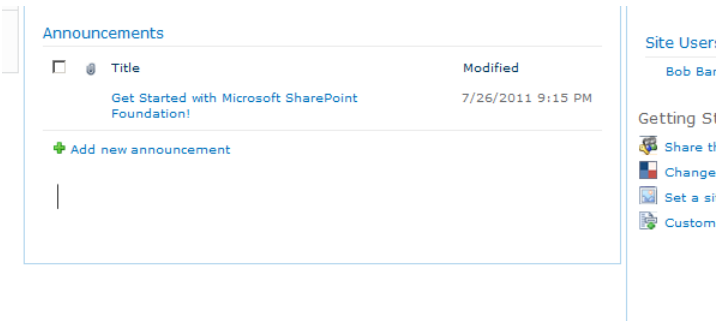 Announcements
Title Modified
Get Started with Microsoft SharePoint 7/26/2011 9:15 PM
Foundation!
Add new announcement
Site Users
Bob Bar
Getting St
Share th
Change
Set a si
Custom